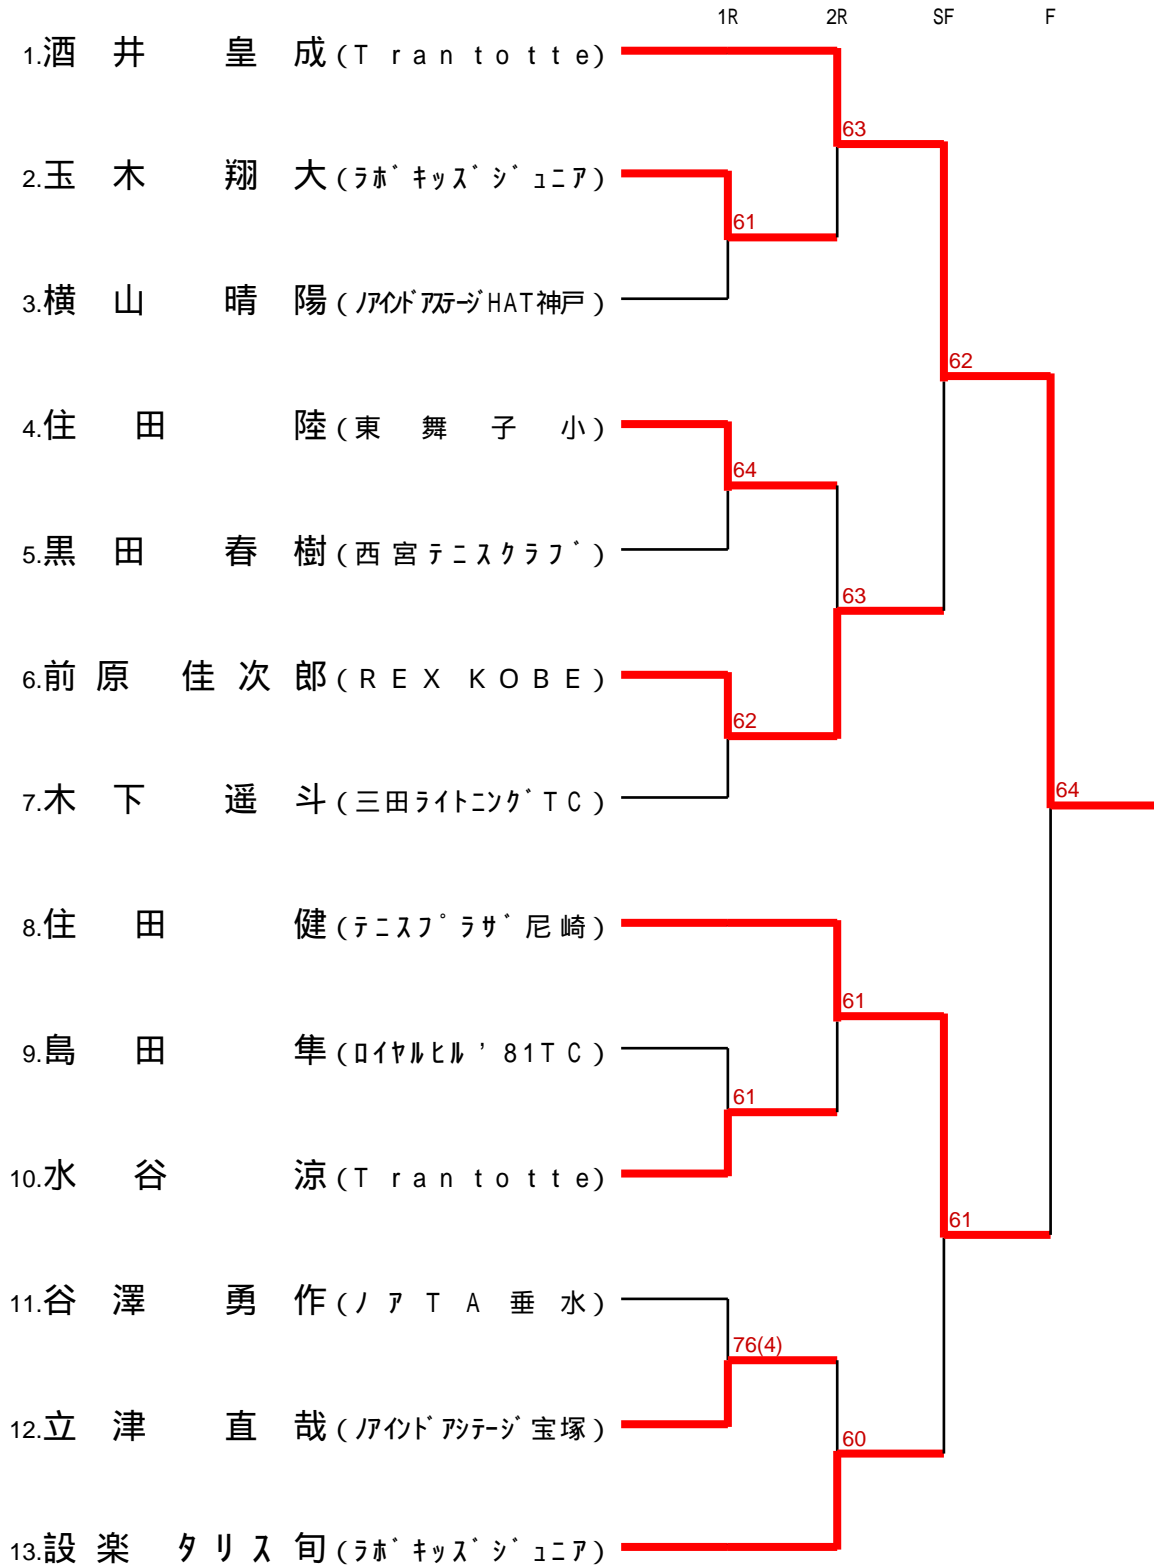 1R 2R SF F
1.酒井 皇成(Trantotte)
63
2.玉木 翔大(ラボキッズジュニア)
61
3.横山 晴陽(ノアインドアステージHAT神戸)
62
4.住田 陸(東舞子小)
64
5.黒田 春樹(西宮テニスクラブ)
63
6.前原 佳次郎(REX KOBE)
62
7.木下 遥斗(三田ライトニングTC)
64
8.住田 健(テニスプラザ尼崎)
61
9.島田 隼(ロイヤルヒル'81TC)
61
10.水谷 涼(Trantotte)
61
11.谷澤 勇作(ノアTA垂水)
76(4)
12.立津 直哉(ノアインドアシテージ宝塚)
60
13.設楽 タリス旬(ラボキッズジュニア)